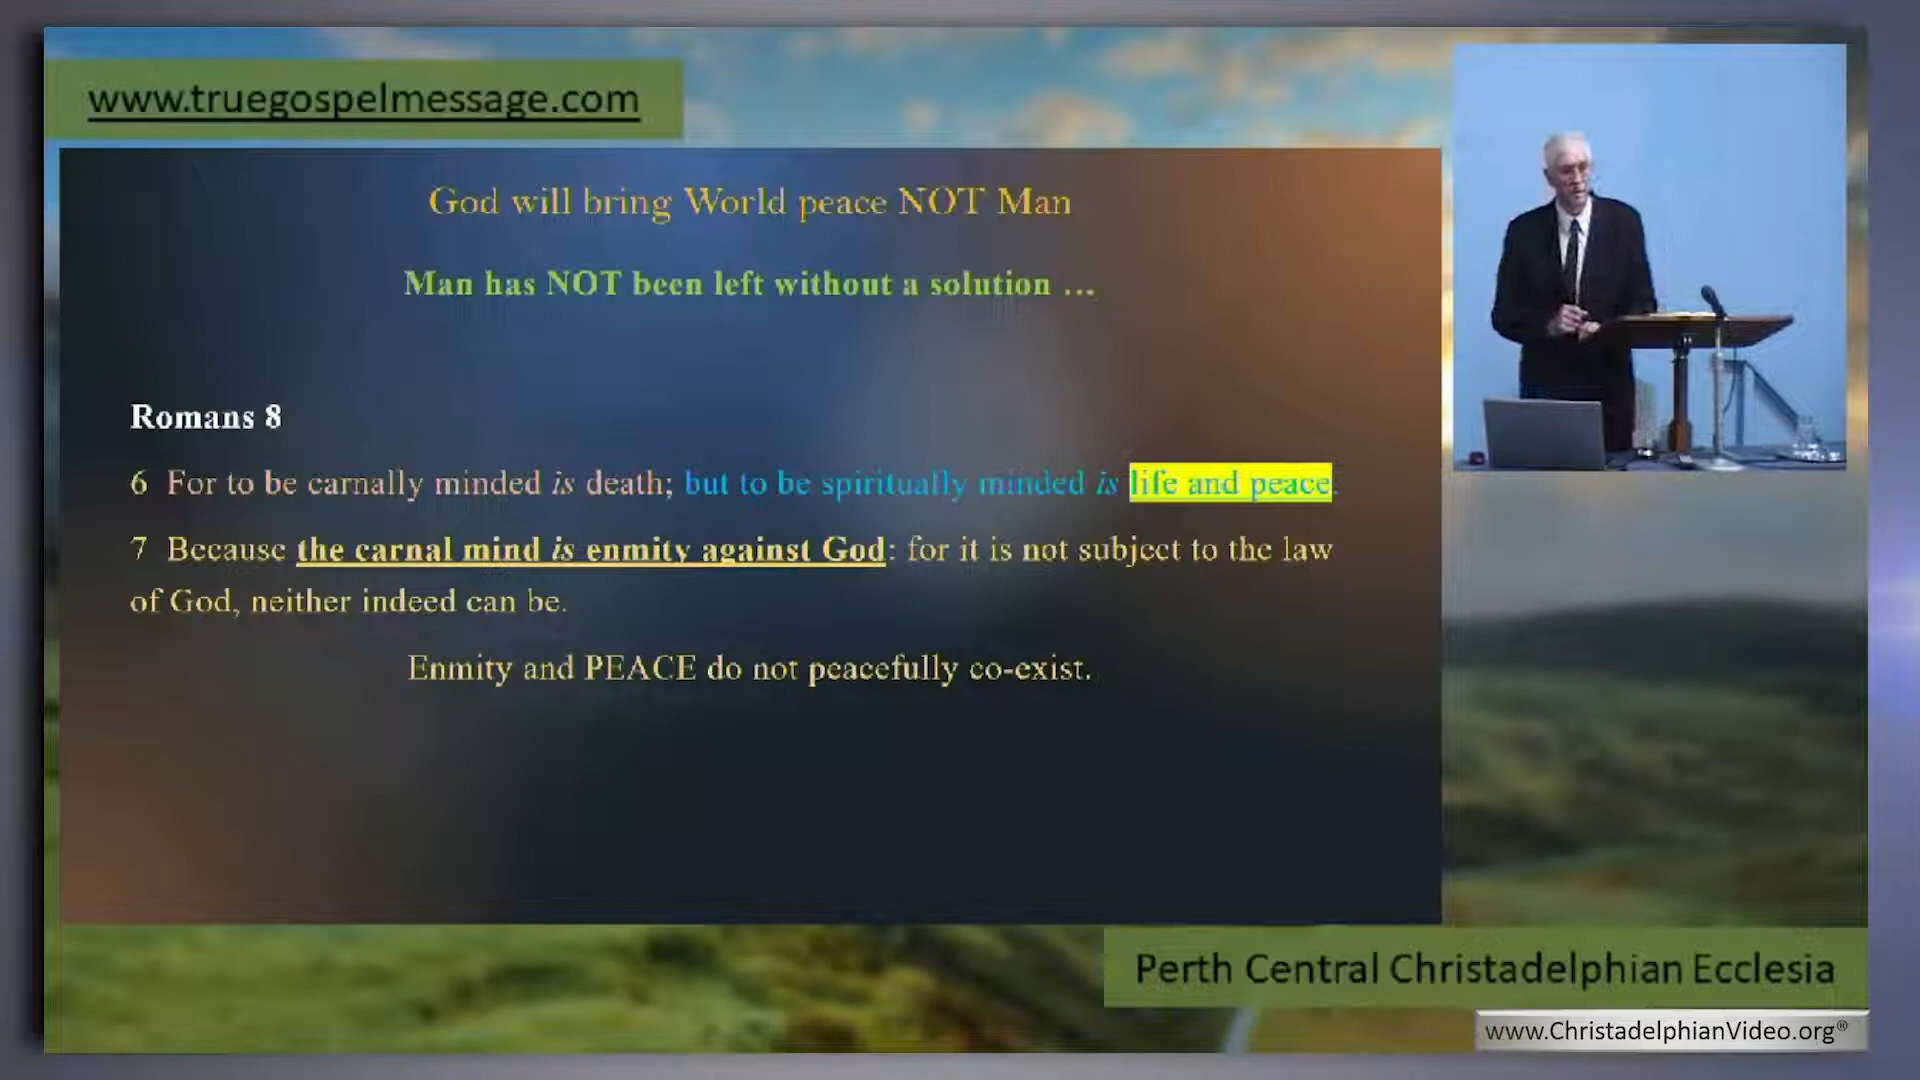 www.truegospelmessage.com
God will bring World peace NOT Man
Man has NOT been left without a solution …
Romans 8
6 For to be carnally minded is death; but to be spiritually minded is life and peace.
7 Because the carnal mind is enmity against God: for it is not subject to the law
of God, neither indeed can be.
Enmity and PEACE do not peacefully co-exist.
Perth Central Christadelphian Ecclesia
www.ChristadelphianVideo.org®